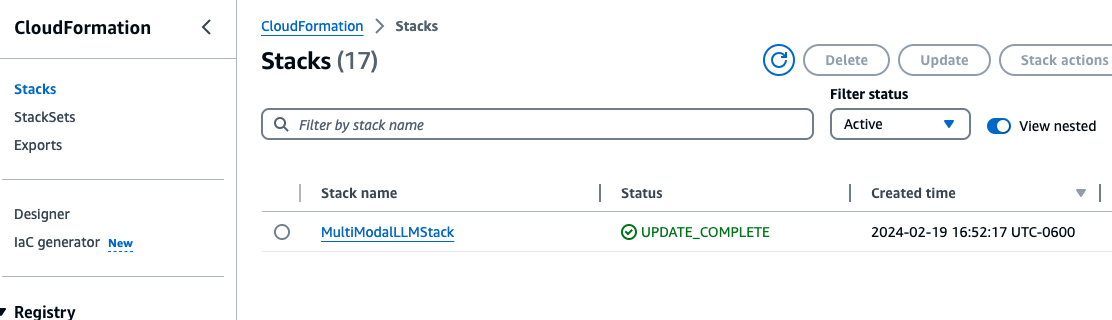 CloudFormation
Stacks
StackSets
Exports
Designer
IaC generator New
Registry
CloudFormation > Stacks
Stacks (17)
Delete
Update
Stack actions
Filter by stack name
Filter status
Active
View nested
Stack name Status Created time
MultiModalLLMStack UPDATE_COMPLETE 2024-02-19 16:52:17 UTC-0600